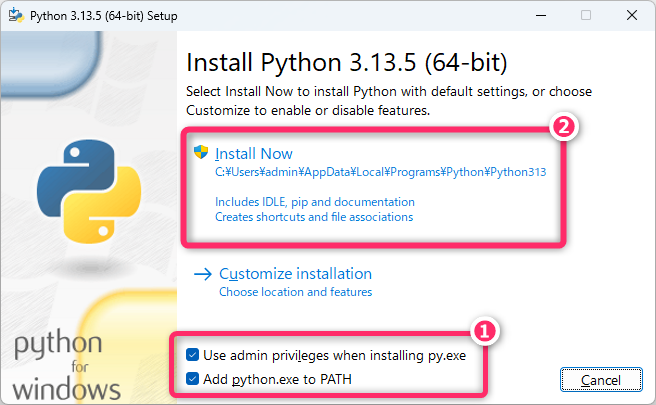 Python 3.13.5 (64-bit) Setup
Install Python 3.13.5 (64-bit)
Select Install Now to install Python with default settings, or choose
Customize to enable or disable features.
2
Install Now
C:¥Users¥admin¥AppData¥Local¥Programs¥Python¥Python313
Includes IDLE, pip and documentation
Creates shortcuts and file associations
Customize installation
Choose location and features
1
Use admin privileges when installing py.exe
Add python.exe to PATH
python
for
windows
Cancel